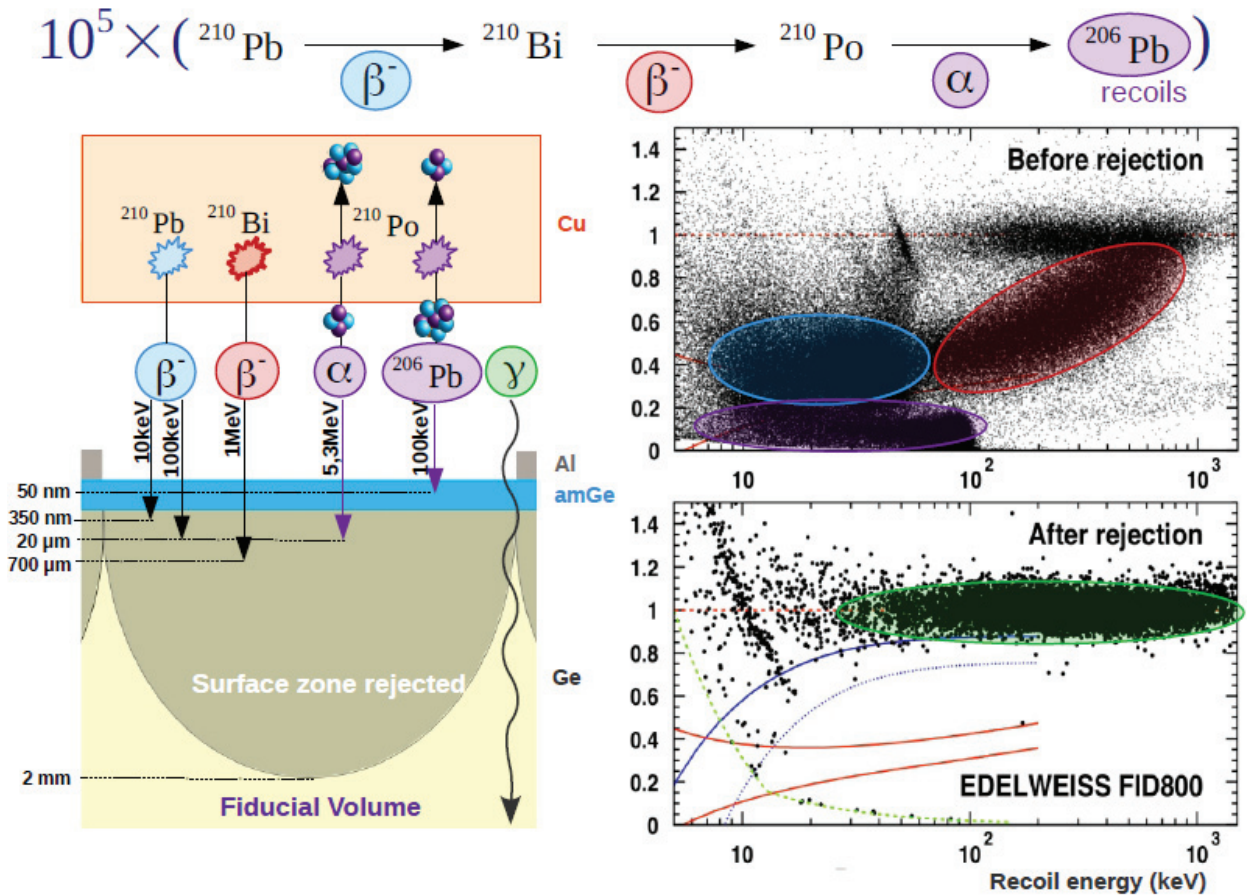 10⁵ × ( ²¹⁰Pb ²¹⁰Bi ²¹⁰Po ²⁰⁶Pb )
β⁻ β⁻ α recoils
²¹⁰Pb ²¹⁰Bi ²¹⁰Po
Cu
β⁻ β⁻ α ²⁰⁶Pb γ
10keV 100keV 1MeV 5,3MeV 100keV
Al
amGe
50 nm
350 nm
20 µm
700 µm
Surface zone rejected
Ge
2 mm
Fiducial Volume
Before rejection
1.4
1.2
1
0.8
0.6
0.4
0.2
0
10 10² 10³
After rejection
1.4
1.2
1
0.8
0.6
0.4
0.2
0
EDELWEISS FID800
10 10² 10³
Recoil energy (keV)